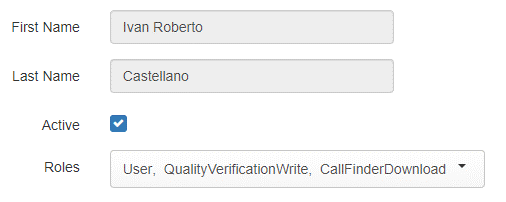 First Name Ivan Roberto
Last Name Castellano
Active
Roles User, QualityVerificationWrite, CallFinderDownload